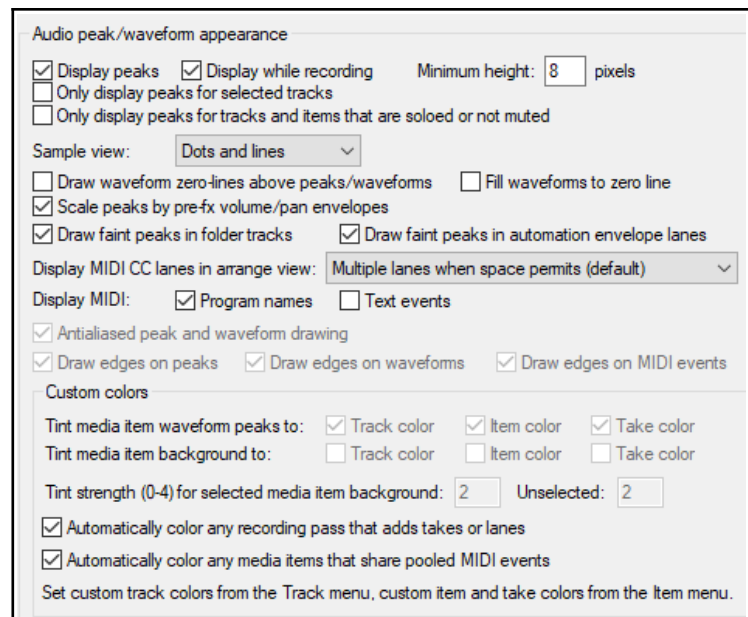 Audio peak/waveform appearance
Display peaks Display while recording Minimum height: 8 pixels
Only display peaks for selected tracks
Only display peaks for tracks and items that are soloed or not muted
Sample view: Dots and lines
Draw waveform zero-lines above peaks/waveforms Fill waveforms to zero line
Scale peaks by pre-fx volume/pan envelopes
Draw faint peaks in folder tracks Draw faint peaks in automation envelope lanes
Display MIDI CC lanes in arrange view: Multiple lanes when space permits (default)
Display MIDI: Program names Text events
Antialiased peak and waveform drawing
Draw edges on peaks Draw edges on waveforms Draw edges on MIDI events
Custom colors
Tint media item waveform peaks to: Track color Item color Take color
Tint media item background to: Track color Item color Take color
Tint strength (0-4) for selected media item background: 2 Unselected: 2
Automatically color any recording pass that adds takes or lanes
Automatically color any media items that share pooled MIDI events
Set custom track colors from the Track menu, custom item and take colors from the Item menu.